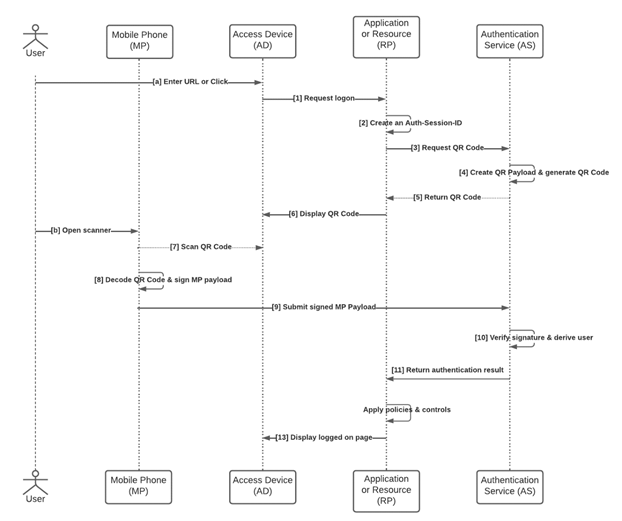 User
Mobile Phone
(MP)
Access Device
(AD)
Application
or Resource
(RP)
Authentication
Service (AS)
[a] Enter URL or Click
[1] Request logon
[2] Create an Auth-Session-ID
[3] Request QR Code
[4] Create QR Payload & generate QR Code
[5] Return QR Code
[6] Display QR Code
[b] Open scanner
[7] Scan QR Code
[8] Decode QR Code & sign MP payload
[9] Submit signed MP Payload
[10] Verify signature & derive user
[11] Return authentication result
Apply policies & controls
[13] Display logged on page
User
Mobile Phone
(MP)
Access Device
(AD)
Application
or Resource
(RP)
Authentication
Service (AS)